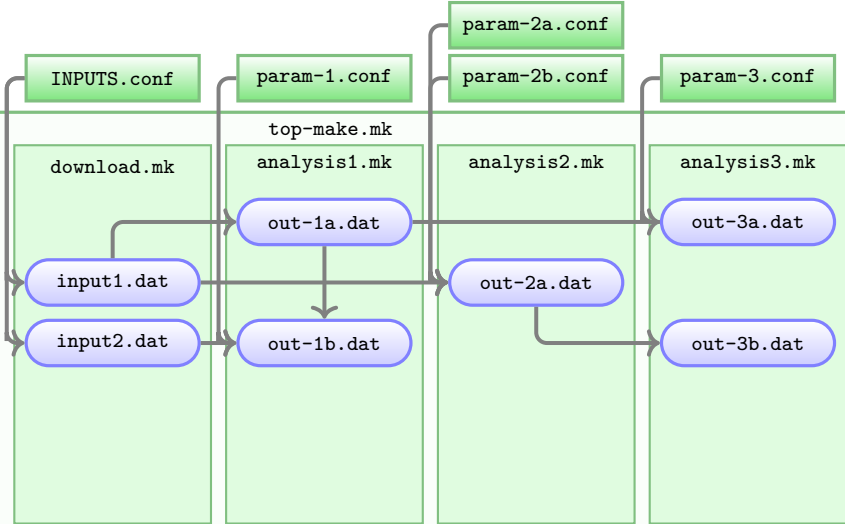 param-2a.conf
INPUTS.conf
param-1.conf
param-2b.conf
param-3.conf
top-make.mk
download.mk
analysis1.mk
analysis2.mk
analysis3.mk
out-1a.dat
out-3a.dat
input1.dat
out-2a.dat
input2.dat
out-1b.dat
out-3b.dat